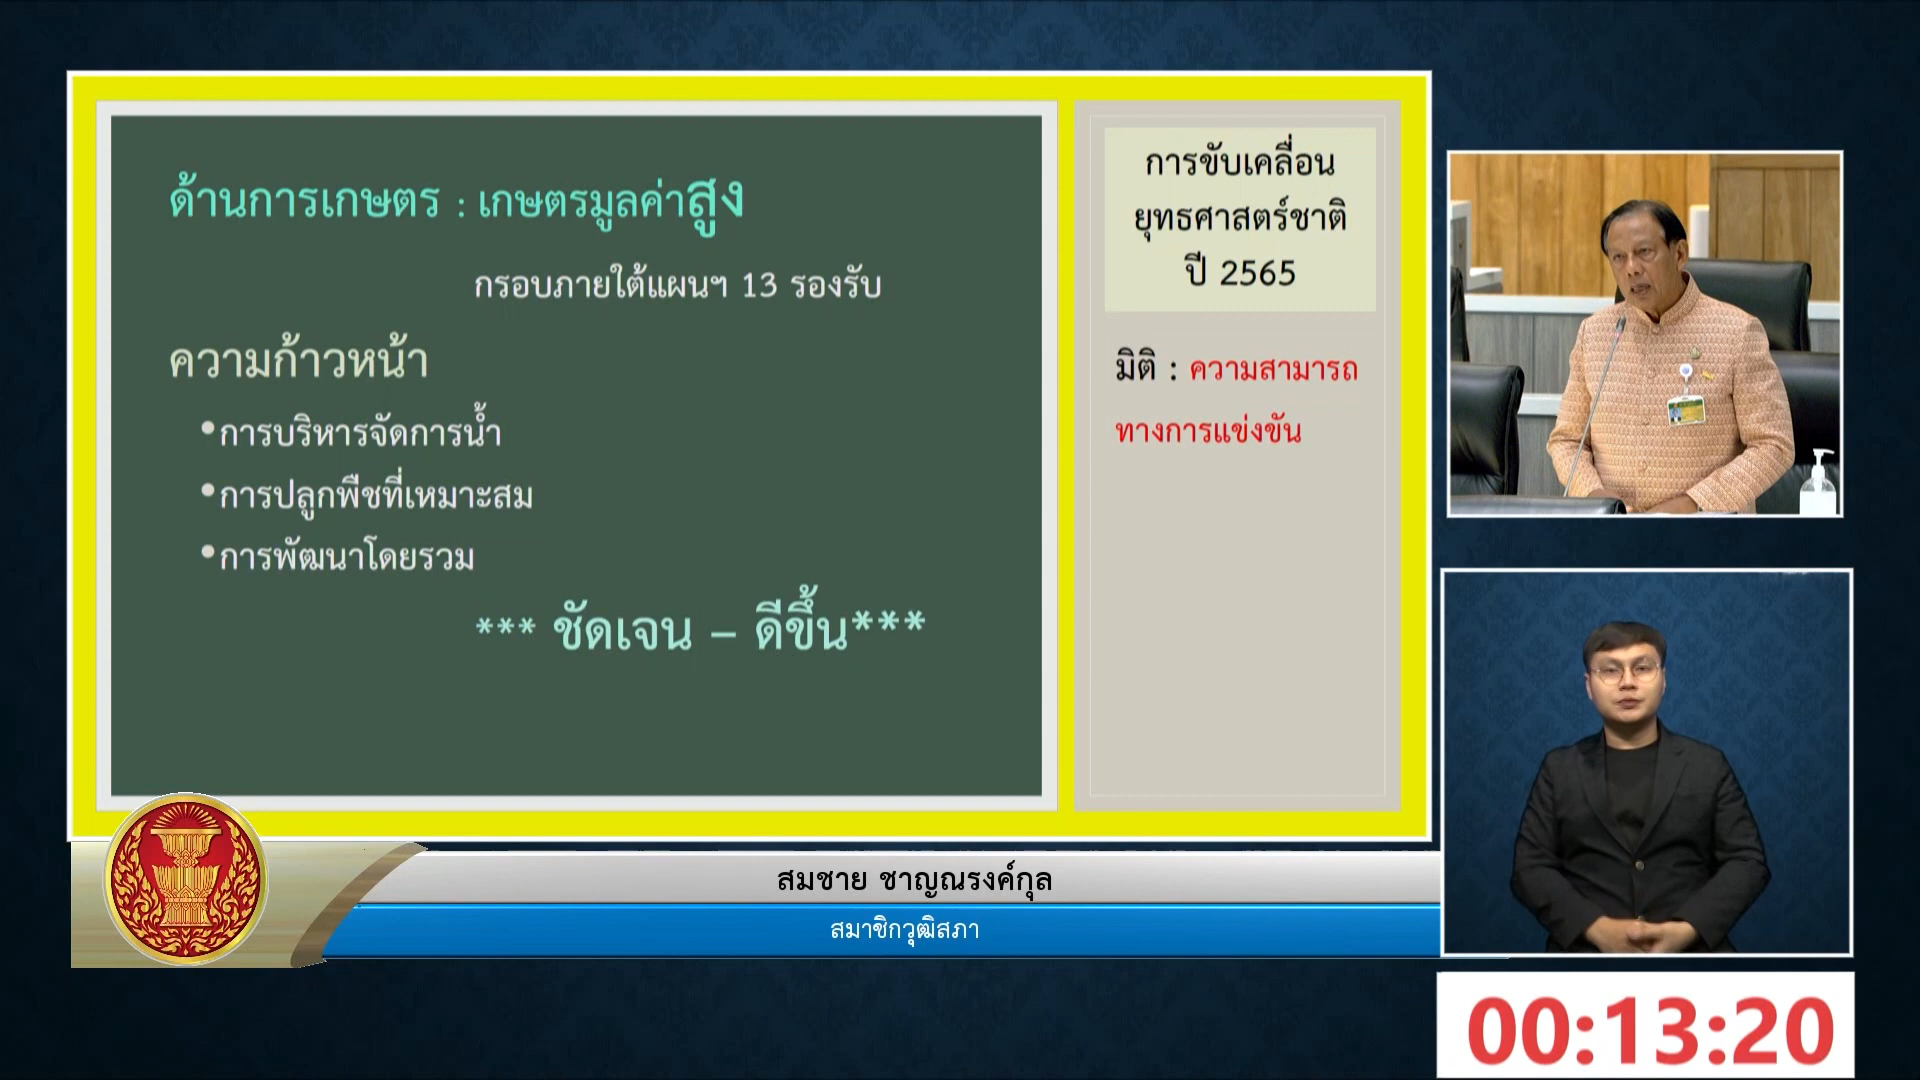 ด้านการเกษตร : เกษตรมูลค่าสูง
กรอบภายใต้แผนฯ 13 รองรับ
ความก้าวหน้า
•การบริหารจัดการน้ำ
•การปลูกพืชที่เหมาะสม
•การพัฒนาโดยรวม
*** ชัดเจน – ดีขึ้น***
การขับเคลื่อน
ยุทธศาสตร์ชาติ
ปี 2565
มิติ : ความสามารถ
ทางการแข่งขัน
สมชาย ชาญณรงค์กุล
สมาชิกวุฒิสภา
00:13:20